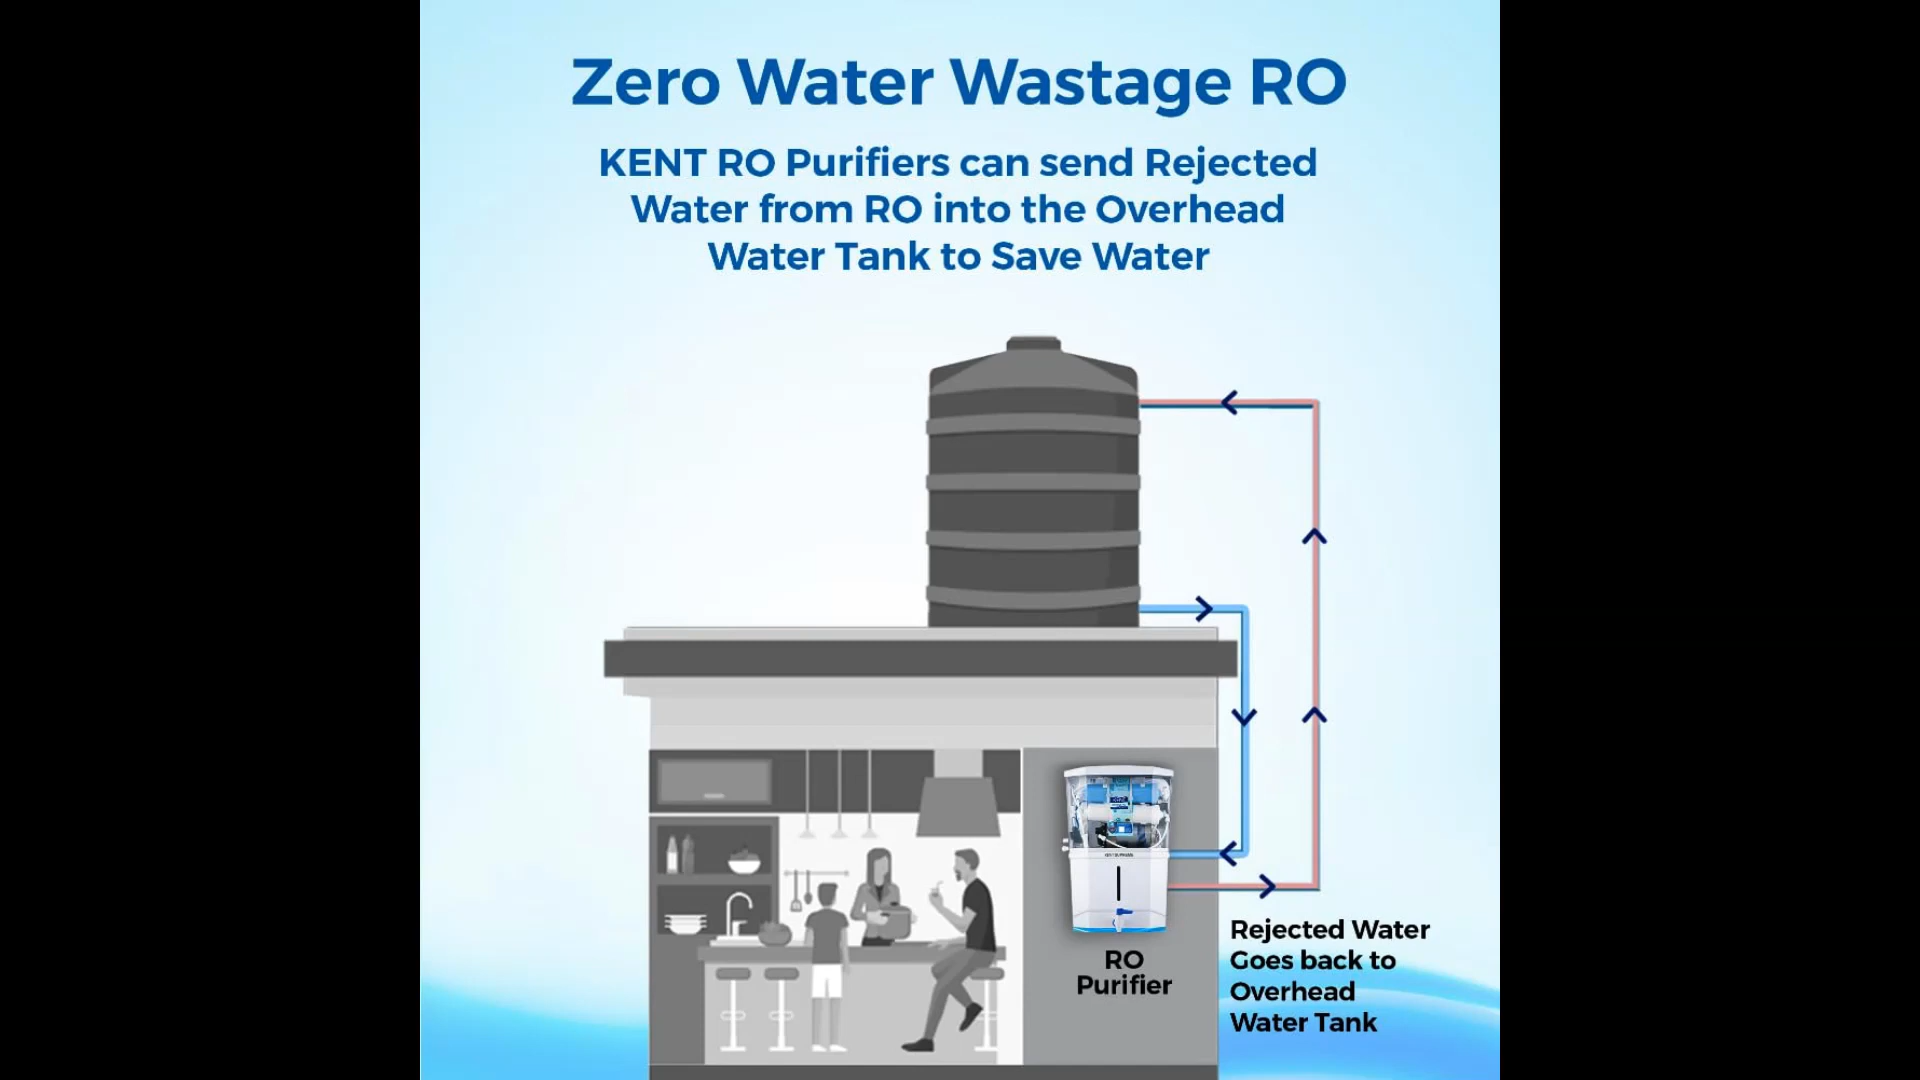 Zero Water Wastage RO
KENT RO Purifiers can send Rejected
Water from RO into the Overhead
Water Tank to Save Water
RO
Purifier
Rejected Water
Goes back to
Overhead
Water Tank